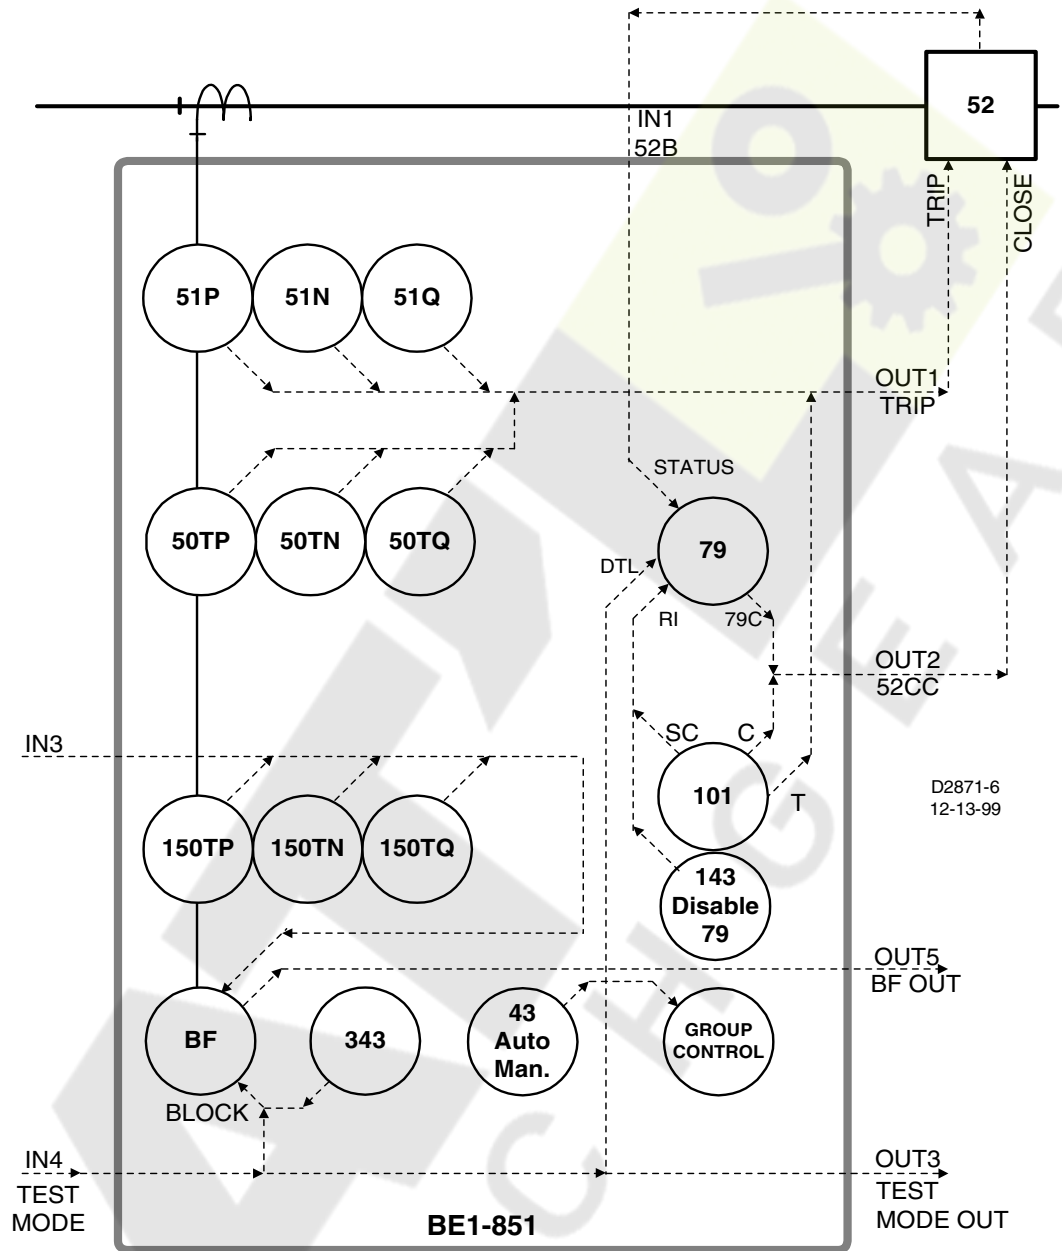 52
IN1
52B
TRIP
CLOSE
51P
51N
51Q
OUT1
TRIP
STATUS
50TP
50TN
50TQ
79
DTL
RI
79C
OUT2
52CC
IN3
SC
C
101
T
D2871-6
12-13-99
150TP
150TN
150TQ
143
Disable
79
OUT5
BF OUT
BF
343
43
Auto
Man.
GROUP
CONTROL
BLOCK
IN4
TEST
MODE
OUT3
TEST
MODE OUT
BE1-851